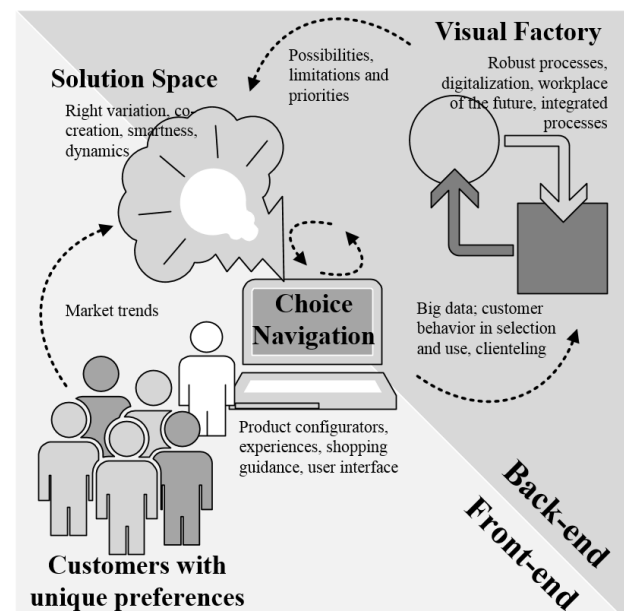 Visual Factory
Robust processes,
digitalization, workplace
of the future, integrated
processes
Possibilities,
limitations and
priorities
Solution Space
Right variation, co-
creation, smartness,
dynamics
Market trends
Choice
Navigation
Big data; customer
behavior in selection
and use, clienteling
Product configurators,
experiences, shopping
guidance, user interface
Customers with
unique preferences
Back-end
Front-end